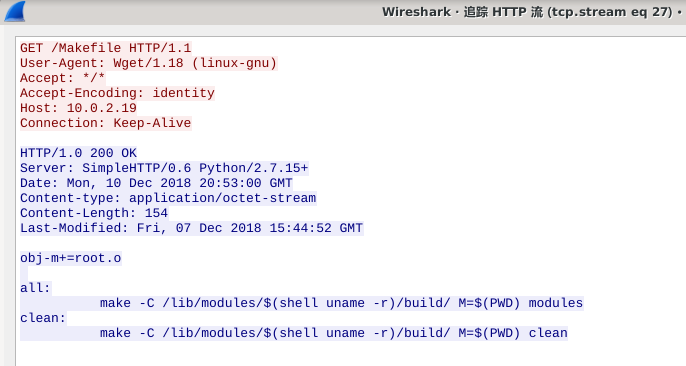 Wireshark · 追踪 HTTP 流 (tcp.stream eq 27) •
GET /Makefile HTTP/1.1
User-Agent: Wget/1.18 (linux-gnu)
Accept: */*
Accept-Encoding: identity
Host: 10.0.2.19
Connection: Keep-Alive

HTTP/1.0 200 OK
Server: SimpleHTTP/0.6 Python/2.7.15+
Date: Mon, 10 Dec 2018 20:53:00 GMT
Content-type: application/octet-stream
Content-Length: 154
Last-Modified: Fri, 07 Dec 2018 15:44:52 GMT

obj-m+=root.o

all:
          make -C /lib/modules/$(shell uname -r)/build/ M=$(PWD) modules
clean:
          make -C /lib/modules/$(shell uname -r)/build/ M=$(PWD) clean